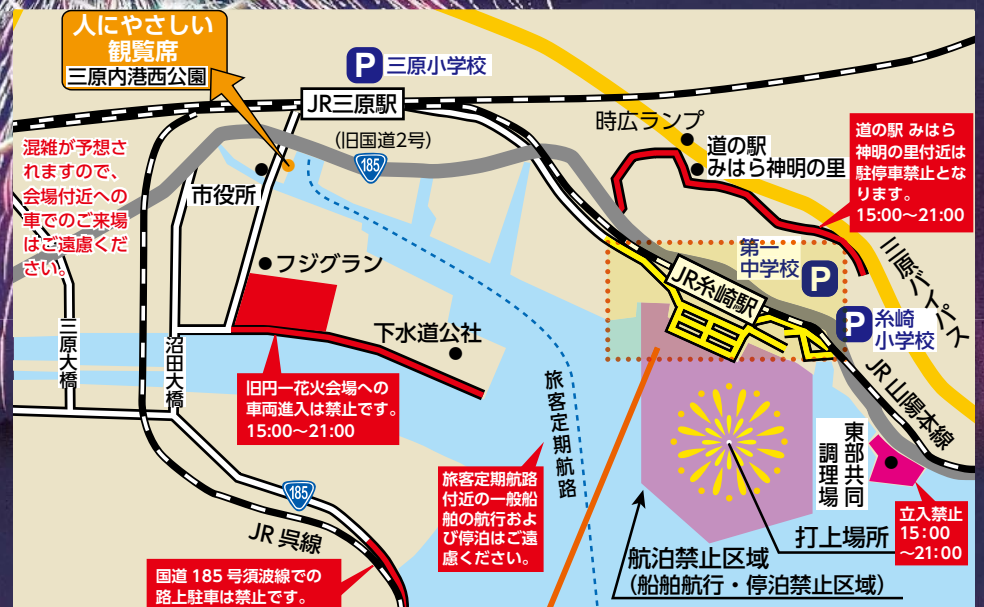 人にやさしい
観覧席
三原内港西公園
P 三原小学校
JR三原駅
(旧国道2号)
185
時広ランプ
道の駅
みはら神明の里
道の駅 みはら
神明の里付近は
駐停車禁止とな
ります。
15:00～21:00
混雑が予想さ
れますので、
会場付近への
車でのご来場
はご遠慮くだ
さい。
市役所
フジグラン
第一
中学校
P
JR糸崎駅
三原バイパス
P 糸崎
小学校
下水道公社
三原大橋
沼田大橋
旧円一花火会場への
車両進入は禁止です。
15:00～21:00
旅客定期航路
JR山陽本線
東部共同
調理場
旅客定期航路
付近の一般船
舶の航行およ
び停泊はご遠
慮ください。
立入禁止
15:00
～21:00
打上場所
航泊禁止区域
(船舶航行・停泊禁止区域)
185
JR呉線
国道185号須波線での
路上駐車は禁止です。